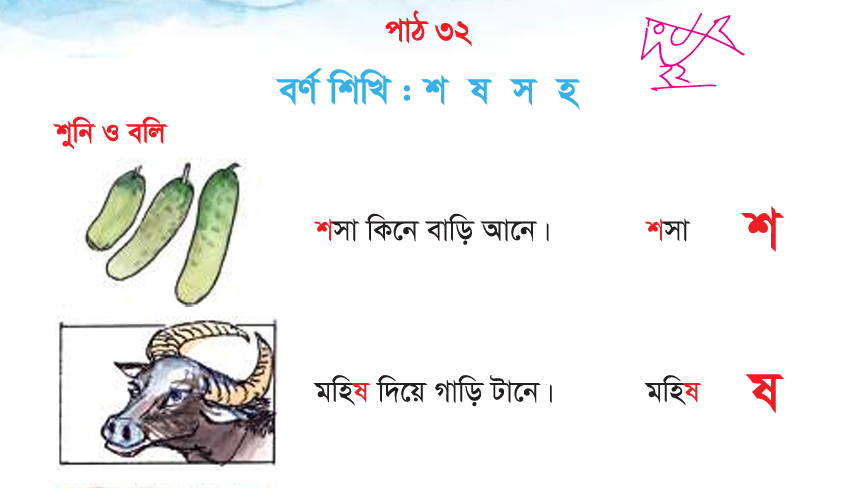 পাঠ ৩২
বর্ণ শিখি : শ ষ স হ
শুনি ও বলি
শসা কিনে বাড়ি আনে। শসা শ
মহিষ দিয়ে গাড়ি টানে। মহিষ ষ